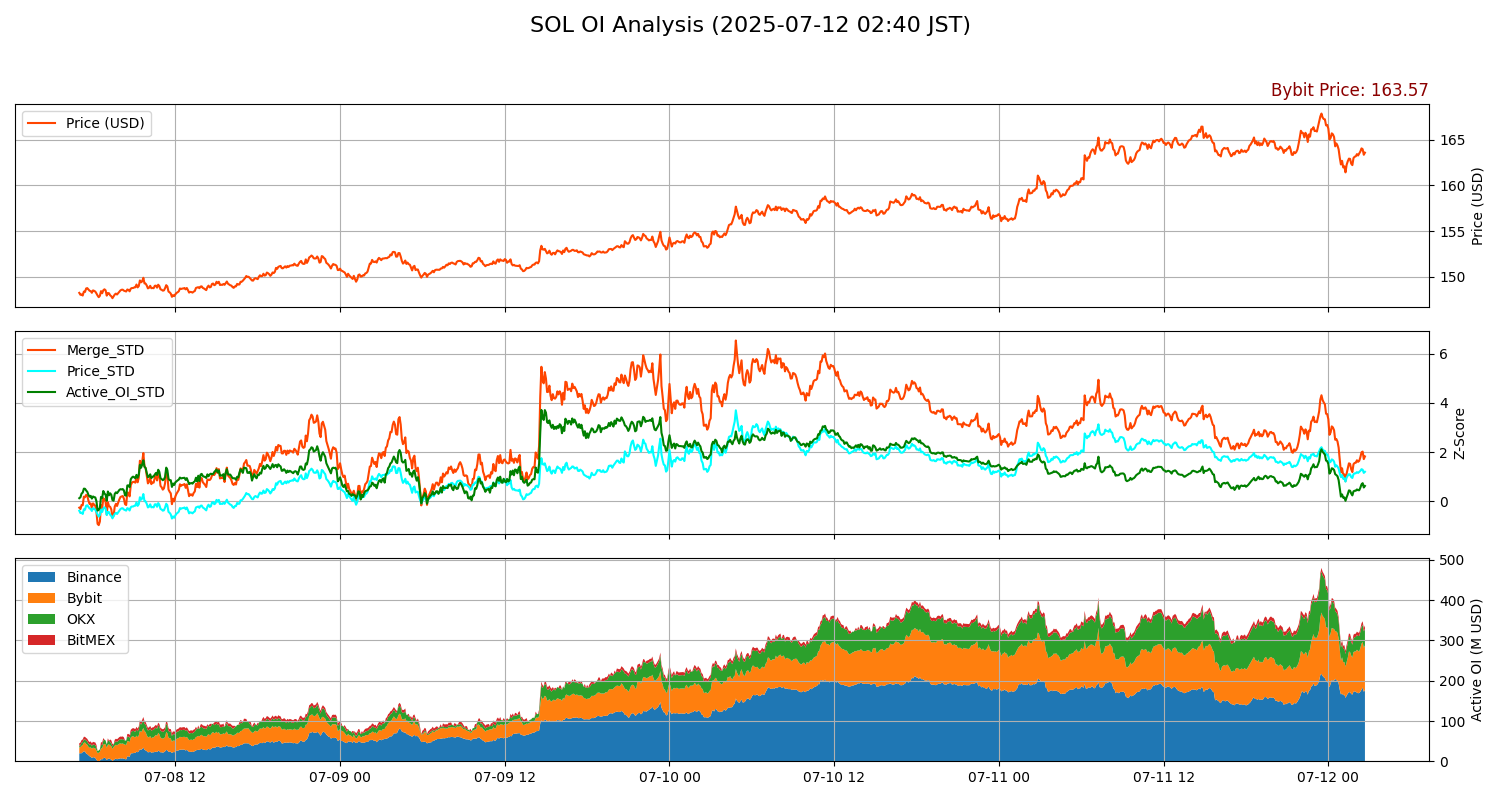 SOL OI Analysis (2025-07-12 02:40 JST)
Bybit Price: 163.57
Price (USD)
165
160
155
150
Price (USD)
Merge_STD
Price_STD
Active_OI_STD
6
4
2
0
Z-Score
Binance
Bybit
OKX
BitMEX
500
400
300
200
100
0
Active OI (M USD)
07-08 12
07-09 00
07-09 12
07-10 00
07-10 12
07-11 00
07-11 12
07-12 00